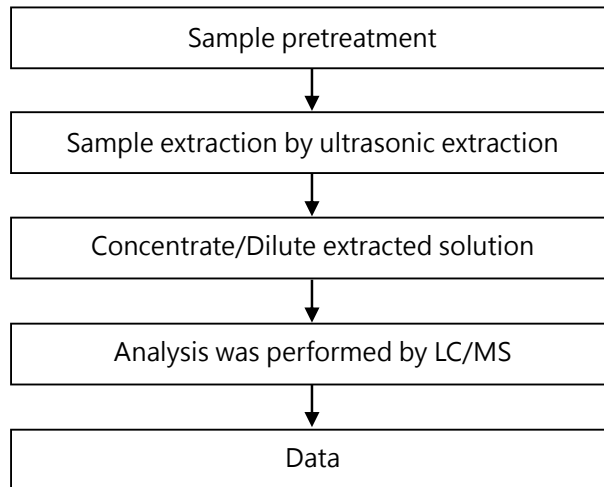 Sample pretreatment
Sample extraction by ultrasonic extraction
Concentrate/Dilute extracted solution
Analysis was performed by LC/MS
Data